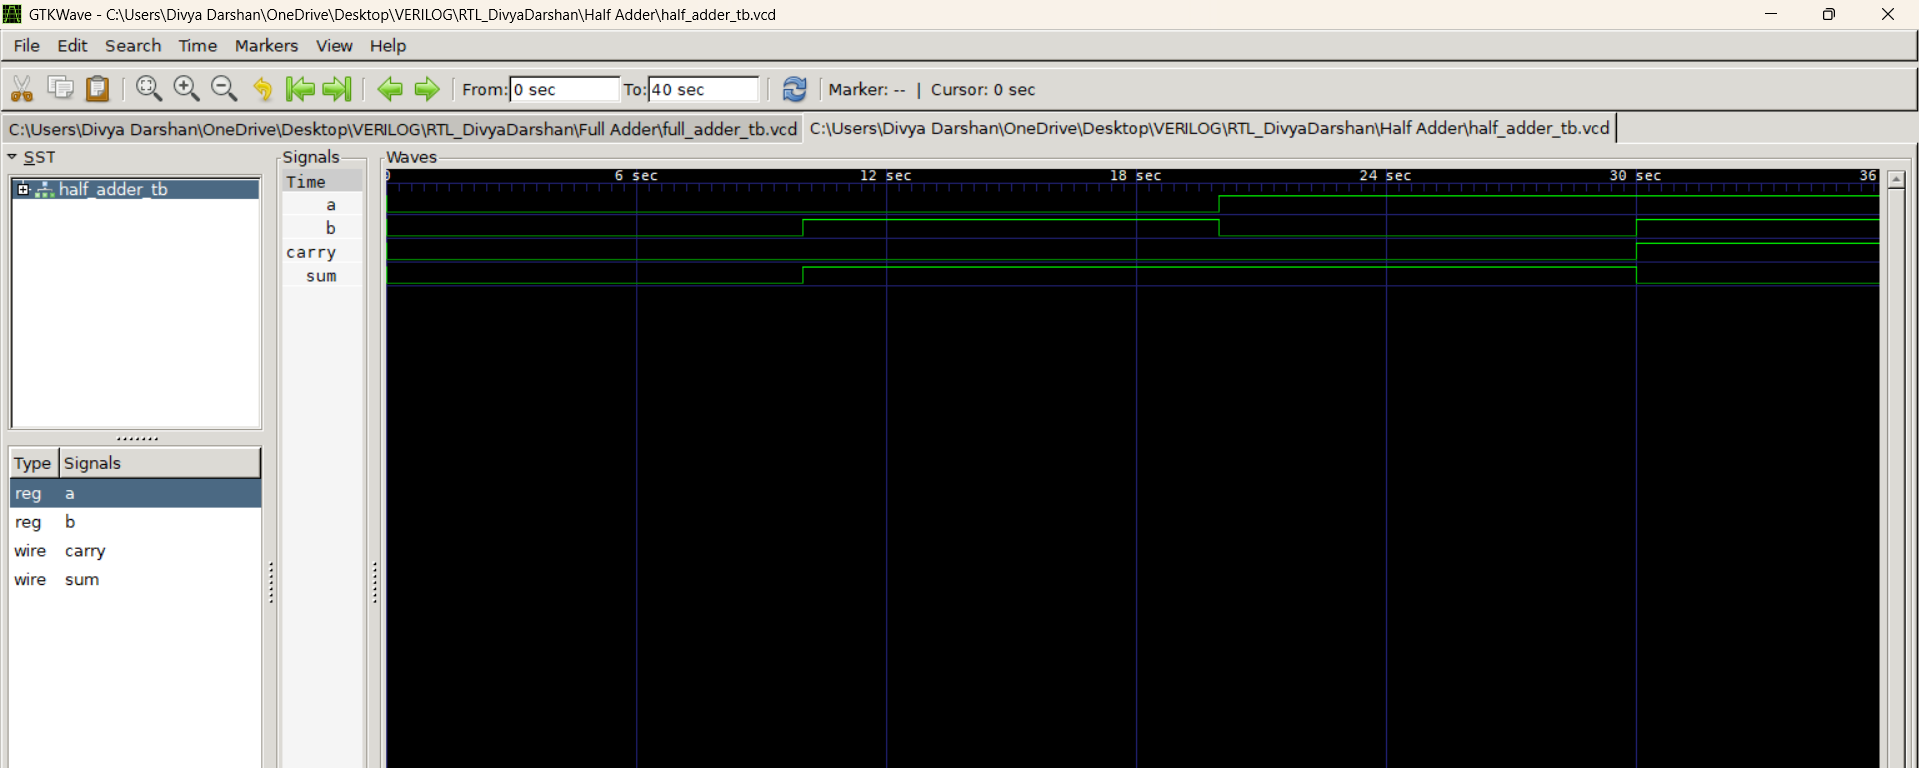 GTKWave - C:\Users\Divya Darshan\OneDrive\Desktop\VERILOG\RTL_DivyaDarshan\Half Adder\half_adder_tb.vcd
File Edit Search Time Markers View Help
From: 0 sec To: 40 sec Marker: -- | Cursor: 0 sec
C:\Users\Divya Darshan\OneDrive\Desktop\VERILOG\RTL_DivyaDarshan\Full Adder\full_adder_tb.vcd C:\Users\Divya Darshan\OneDrive\Desktop\VERILOG\RTL_DivyaDarshan\Half Adder\half_adder_tb.vcd
SST
half_adder_tb
Type Signals
reg a
reg b
wire carry
wire sum
Signals
Time
a
b
carry
sum
Waves
0 6 sec 12 sec 18 sec 24 sec 30 sec 36